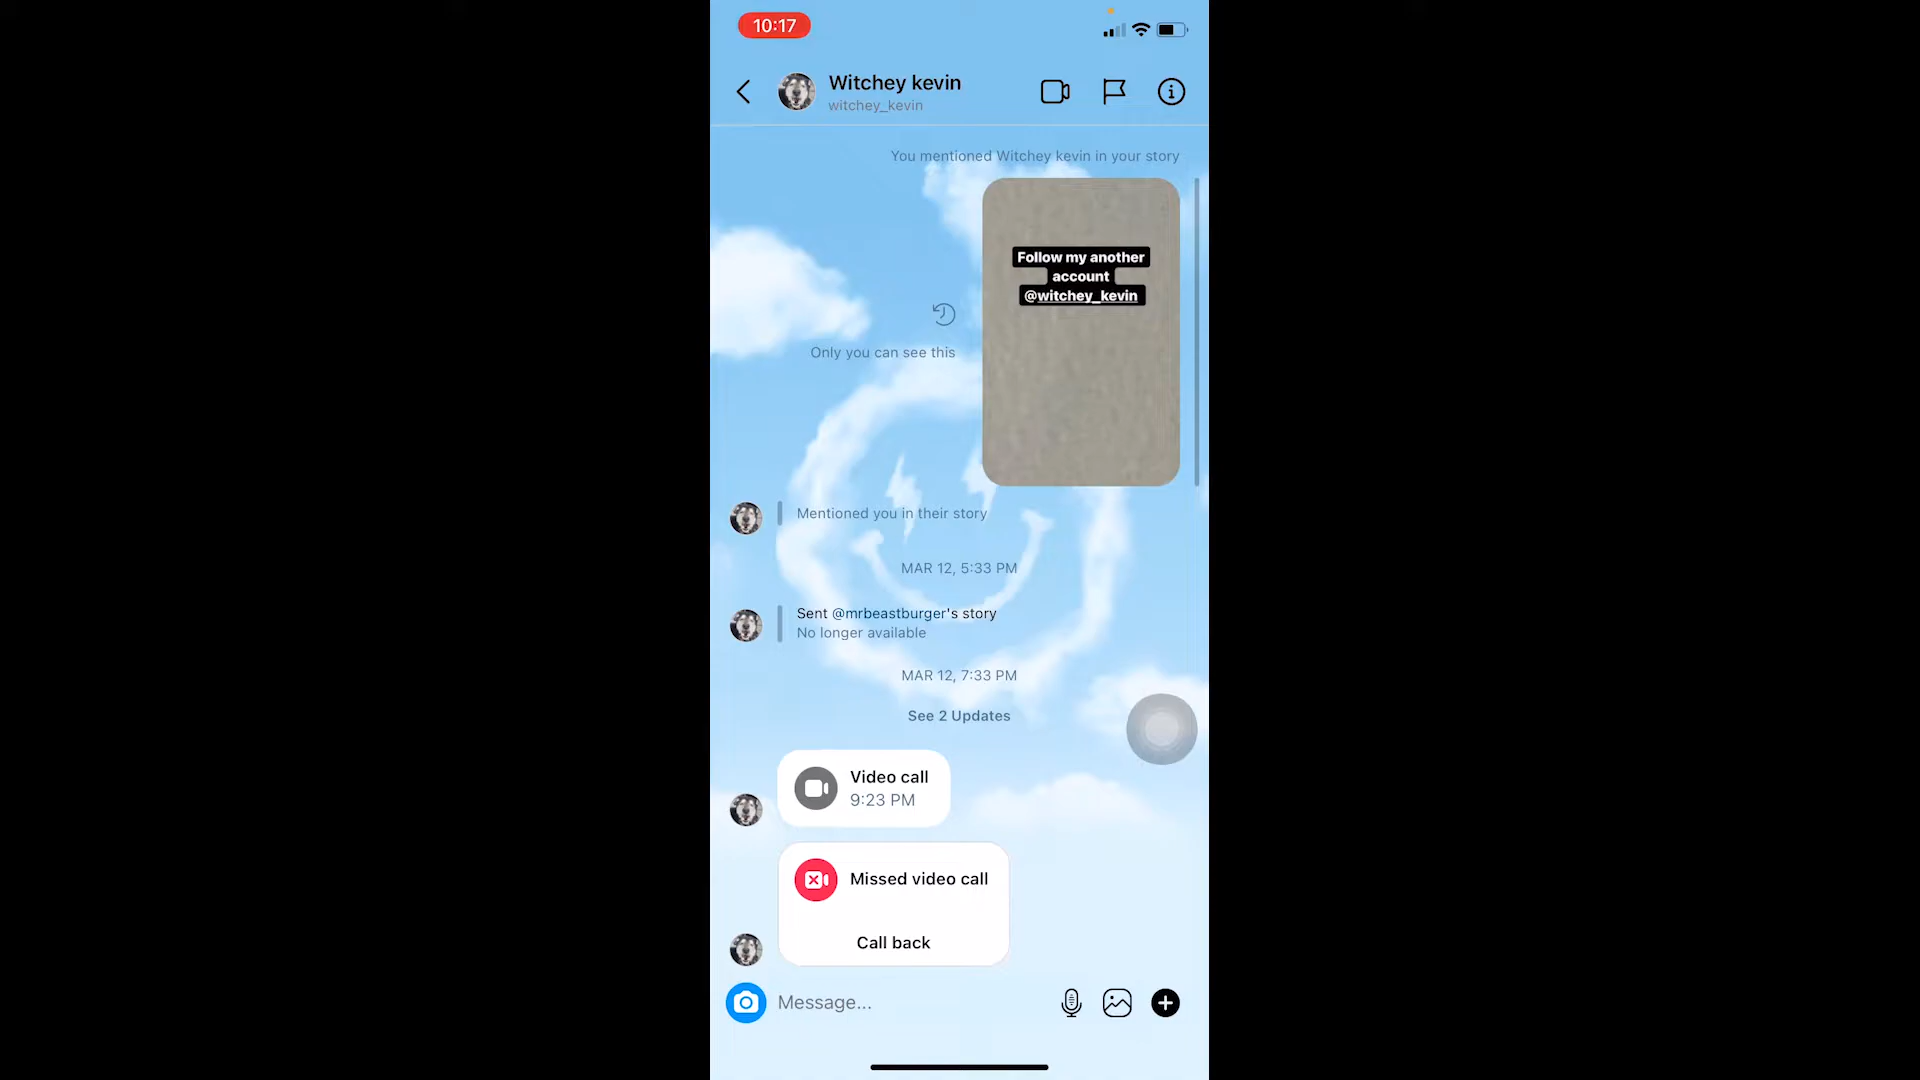 10:17
Witchey kevin
witchey_kevin
You mentioned Witchey kevin in your story
Follow my another
account
@witchey_kevin
Only you can see this
Mentioned you in their story
MAR 12, 5:33 PM
Sent @mrbeastburger's story
No longer available
MAR 12, 7:33 PM
See 2 Updates
Video call
9:23 PM
Missed video call
Call back
Message...